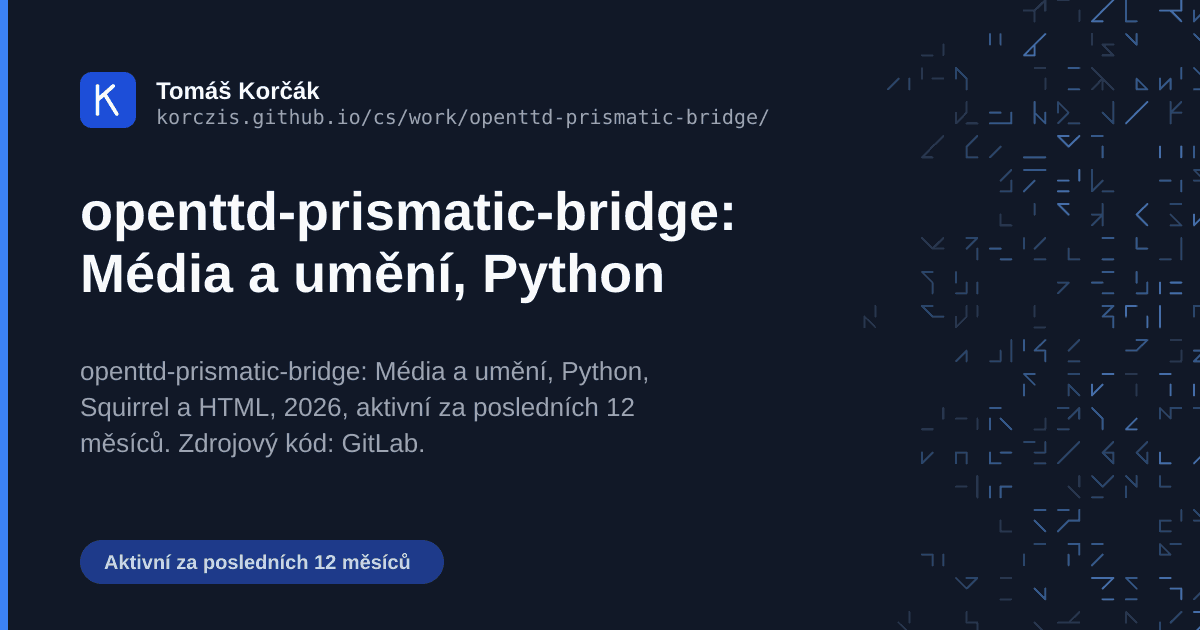 Tomáš Korčák
korczis.github.io/cs/work/openttd-prismatic-bridge/
openttd-prismatic-bridge:
Média a umění, Python
openttd-prismatic-bridge: Média a umění, Python,
Squirrel a HTML, 2026, aktivní za posledních 12
měsíců. Zdrojový kód: GitLab.
Aktivní za posledních 12 měsíců